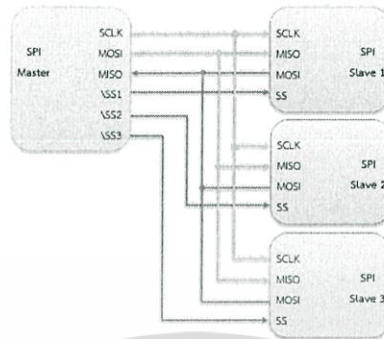 SPI
Master
SCLK
MOSI
MISO
\SS1
\SS2
\SS3
SCLK
MISO
MOSI
SS
SPI
Slave 1
SCLK
MISO
MOSI
SS
SPI
Slave 2
SCLK
MISO
MOSI
SS
SPI
Slave 3